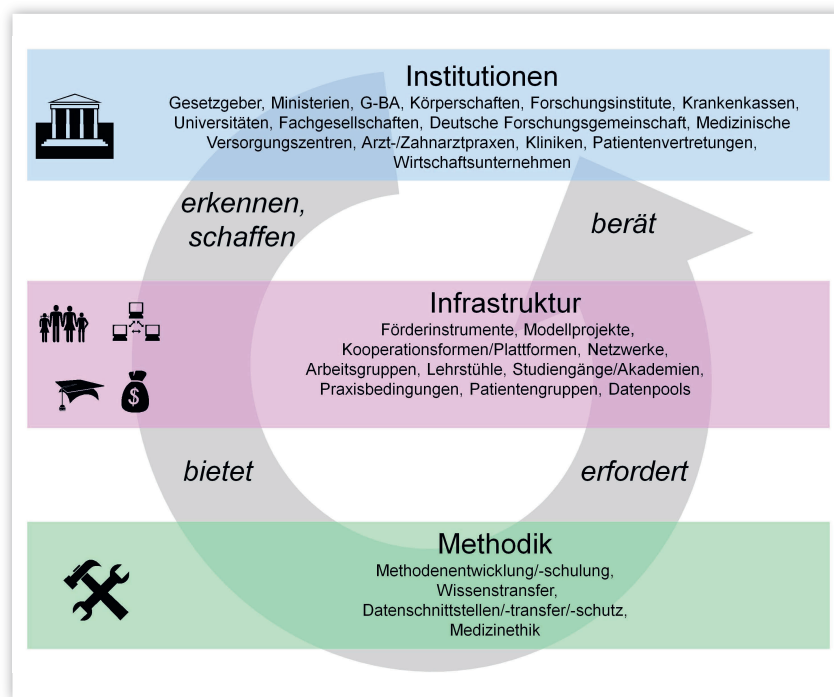 Institutionen
Gesetzgeber, Ministerien, G-BA, Körperschaften, Forschungsinstitute, Krankenkassen,
Universitäten, Fachgesellschaften, Deutsche Forschungsgemeinschaft, Medizinische
Versorgungszentren, Arzt-/Zahnarztpraxen, Kliniken, Patientenvertretungen,
Wirtschaftsunternehmen
erkennen,
schaffen
berät
Infrastruktur
Förderinstrumente, Modellprojekte,
Kooperationsformen/Plattformen, Netzwerke,
Arbeitsgruppen, Lehrstühle, Studiengänge/Akademien,
Praxisbedingungen, Patientengruppen, Datenpools
$
bietet
erfordert
Methodik
Methodenentwicklung/-schulung,
Wissenstransfer,
Datenschnittstellen/-transfer/-schutz,
Medizinethik